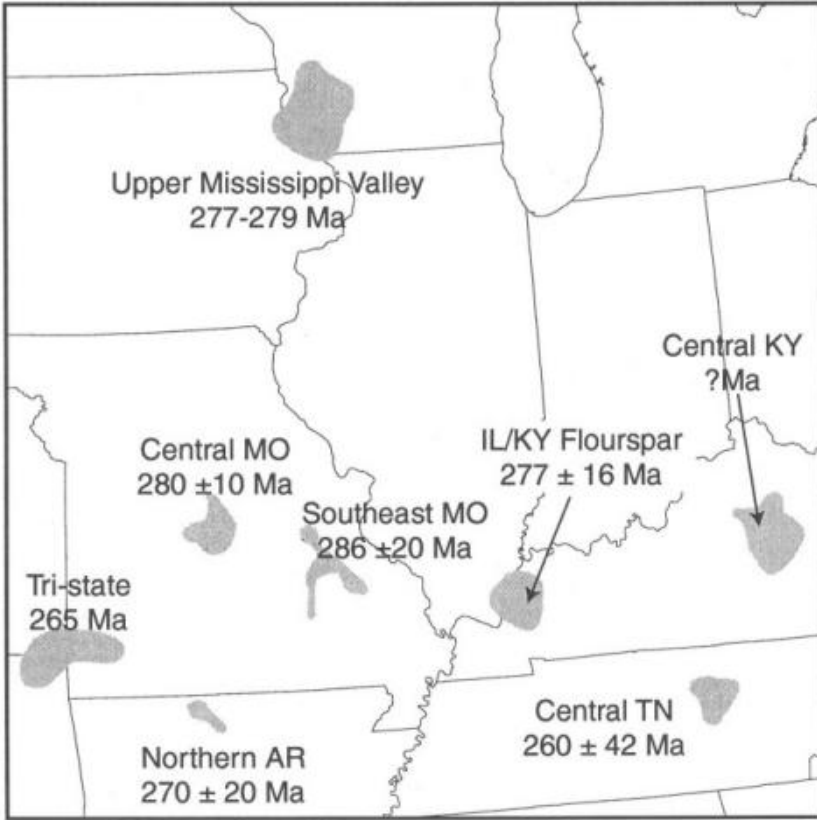 Upper Mississippi Valley
277-279 Ma
Central KY
?Ma
Central MO
280 ±10 Ma
IL/KY Flourspar
277 ± 16 Ma
Southeast MO
286 ±20 Ma
Tri-state
265 Ma
Central TN
260 ± 42 Ma
Northern AR
270 ± 20 Ma